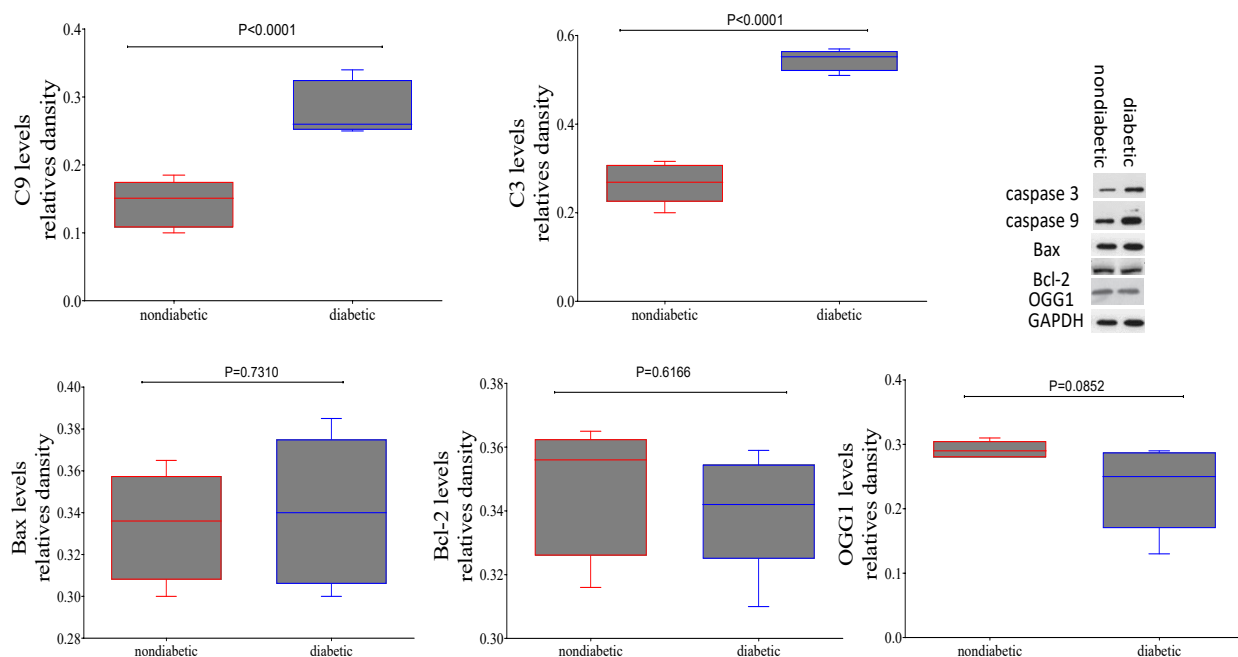 P<0.0001
0.4
0.3
0.2
0.1
0.0
C9 levels
relatives dansity
nondiabetic
diabetic
P<0.0001
0.6
0.4
0.2
0.0
C3 levels
relatives dansity
nondiabetic
diabetic
nondiabetic
diabetic
caspase 3
caspase 9
Bax
Bcl-2
OGG1
GAPDH
P=0.7310
0.40
0.38
0.36
0.34
0.32
0.30
0.28
Bax levels
relatives dansity
nondiabetic
diabetic
P=0.6166
0.38
0.36
0.34
0.32
0.30
Bcl-2 levels
relatives dansity
nondiabetic
diabetic
P=0.0852
0.4
0.3
0.2
0.1
0.0
OGG1 levels
relatives dansity
nondiabetic
diabetic